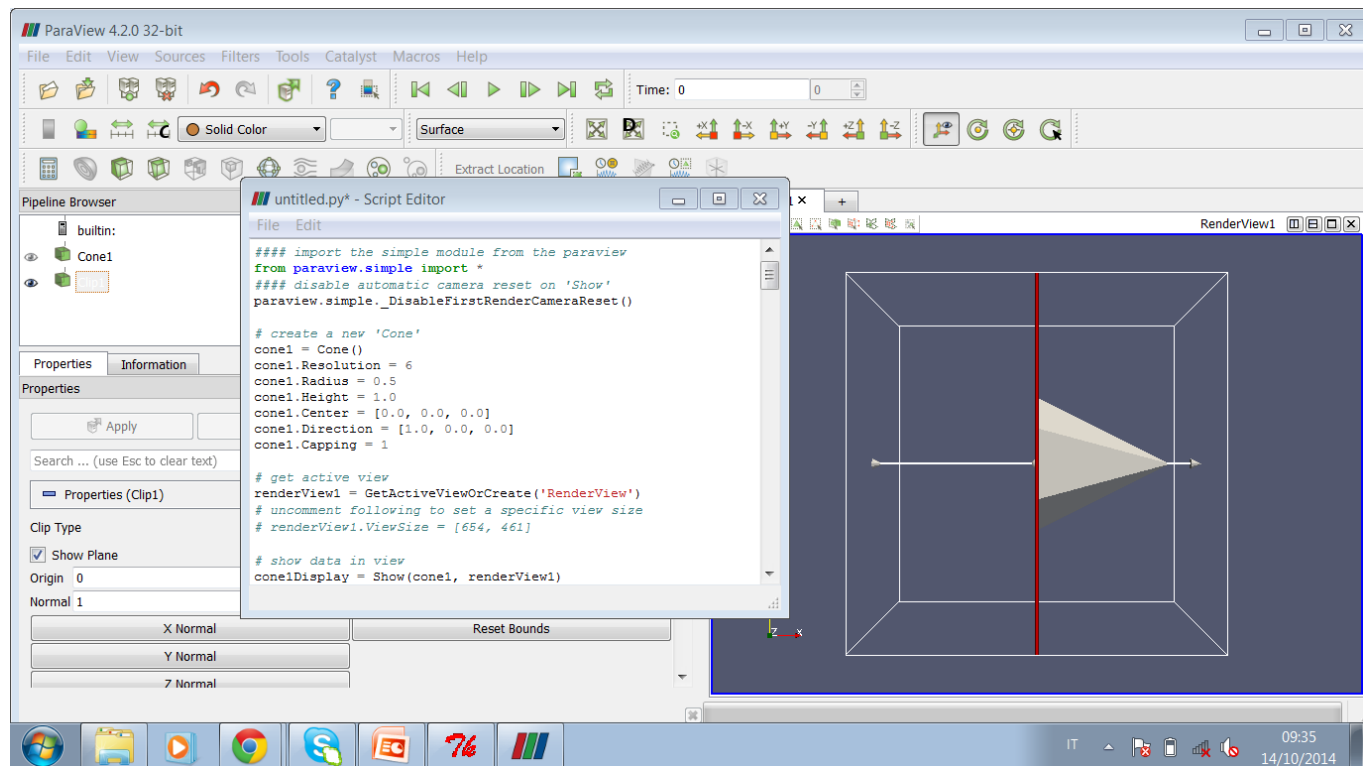 ParaView 4.2.0 32-bit
File Edit View Sources Filters Tools Catalyst Macros Help
Time: 0 0
Solid Color Surface +X -X +Y -Y +Z -Z
Extract Location
Pipeline Browser
builtin:
Cone1
Clip1
Properties Information
Properties
Apply
Search ... (use Esc to clear text)
Properties (Clip1)
Clip Type
Show Plane
Origin 0
Normal 1
X Normal Reset Bounds
Y Normal
Z Normal
untitled.py* - Script Editor
File Edit
#### import the simple module from the paraview
from paraview.simple import *
#### disable automatic camera reset on 'Show'
paraview.simple._DisableFirstRenderCameraReset()
# create a new 'Cone'
cone1 = Cone()
cone1.Resolution = 6
cone1.Radius = 0.5
cone1.Height = 1.0
cone1.Center = [0.0, 0.0, 0.0]
cone1.Direction = [1.0, 0.0, 0.0]
cone1.Capping = 1
# get active view
renderView1 = GetActiveViewOrCreate('RenderView')
# uncomment following to set a specific view size
# renderView1.ViewSize = [654, 461]
# show data in view
cone1Display = Show(cone1, renderView1)
RenderView1
Z X
IT 09:35
14/10/2014